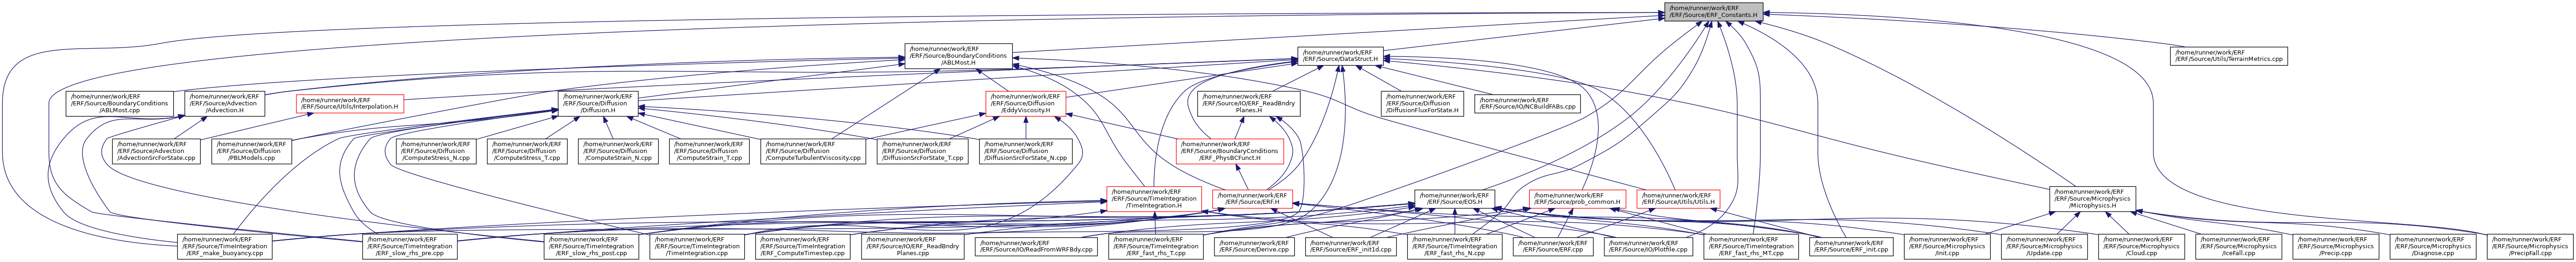 /home/runner/work/ERF
/ERF/Source/ERF_Constants.H
/home/runner/work/ERF
/ERF/Source/BoundaryConditions
/ABLMost.H
/home/runner/work/ERF
/ERF/Source/DataStruct.H
/home/runner/work/ERF
/ERF/Source/Utils/TerrainMetrics.cpp
/home/runner/work/ERF
/ERF/Source/BoundaryConditions
/ABLMost.cpp
/home/runner/work/ERF
/ERF/Source/Advection
/Advection.H
/home/runner/work/ERF
/ERF/Source/Utils/Interpolation.H
/home/runner/work/ERF
/ERF/Source/Diffusion
/Diffusion.H
/home/runner/work/ERF
/ERF/Source/Diffusion
/EddyViscosity.H
/home/runner/work/ERF
/ERF/Source/IO/ERF_ReadBndry
Planes.H
/home/runner/work/ERF
/ERF/Source/Diffusion
/DiffusionFluxForState.H
/home/runner/work/ERF
/ERF/Source/IO/NCBuildFABs.cpp
/home/runner/work/ERF
/ERF/Source/Advection
/AdvectionSrcForState.cpp
/home/runner/work/ERF
/ERF/Source/Diffusion
/PBLModels.cpp
/home/runner/work/ERF
/ERF/Source/Diffusion
/ComputeStress_N.cpp
/home/runner/work/ERF
/ERF/Source/Diffusion
/ComputeStress_T.cpp
/home/runner/work/ERF
/ERF/Source/Diffusion
/ComputeStrain_N.cpp
/home/runner/work/ERF
/ERF/Source/Diffusion
/ComputeStrain_T.cpp
/home/runner/work/ERF
/ERF/Source/Diffusion
/ComputeTurbulentViscosity.cpp
/home/runner/work/ERF
/ERF/Source/Diffusion
/DiffusionSrcForState_T.cpp
/home/runner/work/ERF
/ERF/Source/Diffusion
/DiffusionSrcForState_N.cpp
/home/runner/work/ERF
/ERF/Source/BoundaryConditions
/ERF_PhysBCFunct.H
/home/runner/work/ERF
/ERF/Source/TimeIntegration
/TimeIntegration.H
/home/runner/work/ERF
/ERF/Source/ERF.H
/home/runner/work/ERF
/ERF/Source/EOS.H
/home/runner/work/ERF
/ERF/Source/prob_common.H
/home/runner/work/ERF
/ERF/Source/Utils/Utils.H
/home/runner/work/ERF
/ERF/Source/Microphysics
/Microphysics.H
/home/runner/work/ERF
/ERF/Source/TimeIntegration
/ERF_make_buoyancy.cpp
/home/runner/work/ERF
/ERF/Source/TimeIntegration
/ERF_slow_rhs_pre.cpp
/home/runner/work/ERF
/ERF/Source/TimeIntegration
/ERF_slow_rhs_post.cpp
/home/runner/work/ERF
/ERF/Source/TimeIntegration
/TimeIntegration.cpp
/home/runner/work/ERF
/ERF/Source/TimeIntegration
/ERF_ComputeTimestep.cpp
/home/runner/work/ERF
/ERF/Source/IO/ERF_ReadBndry
Planes.cpp
/home/runner/work/ERF
/ERF/Source/IO/ReadFromWRFBdy.cpp
/home/runner/work/ERF
/ERF/Source/TimeIntegration
/ERF_fast_rhs_T.cpp
/home/runner/work/ERF
/ERF/Source/Derive.cpp
/home/runner/work/ERF
/ERF/Source/ERF_init1d.cpp
/home/runner/work/ERF
/ERF/Source/TimeIntegration
/ERF_fast_rhs_N.cpp
/home/runner/work/ERF
/ERF/Source/ERF.cpp
/home/runner/work/ERF
/ERF/Source/IO/Plotfile.cpp
/home/runner/work/ERF
/ERF/Source/TimeIntegration
/ERF_fast_rhs_MT.cpp
/home/runner/work/ERF
/ERF/Source/ERF_init.cpp
/home/runner/work/ERF
/ERF/Source/Microphysics
/Init.cpp
/home/runner/work/ERF
/ERF/Source/Microphysics
/Update.cpp
/home/runner/work/ERF
/ERF/Source/Microphysics
/Cloud.cpp
/home/runner/work/ERF
/ERF/Source/Microphysics
/IceFall.cpp
/home/runner/work/ERF
/ERF/Source/Microphysics
/Precip.cpp
/home/runner/work/ERF
/ERF/Source/Microphysics
/Diagnose.cpp
/home/runner/work/ERF
/ERF/Source/Microphysics
/PrecipFall.cpp